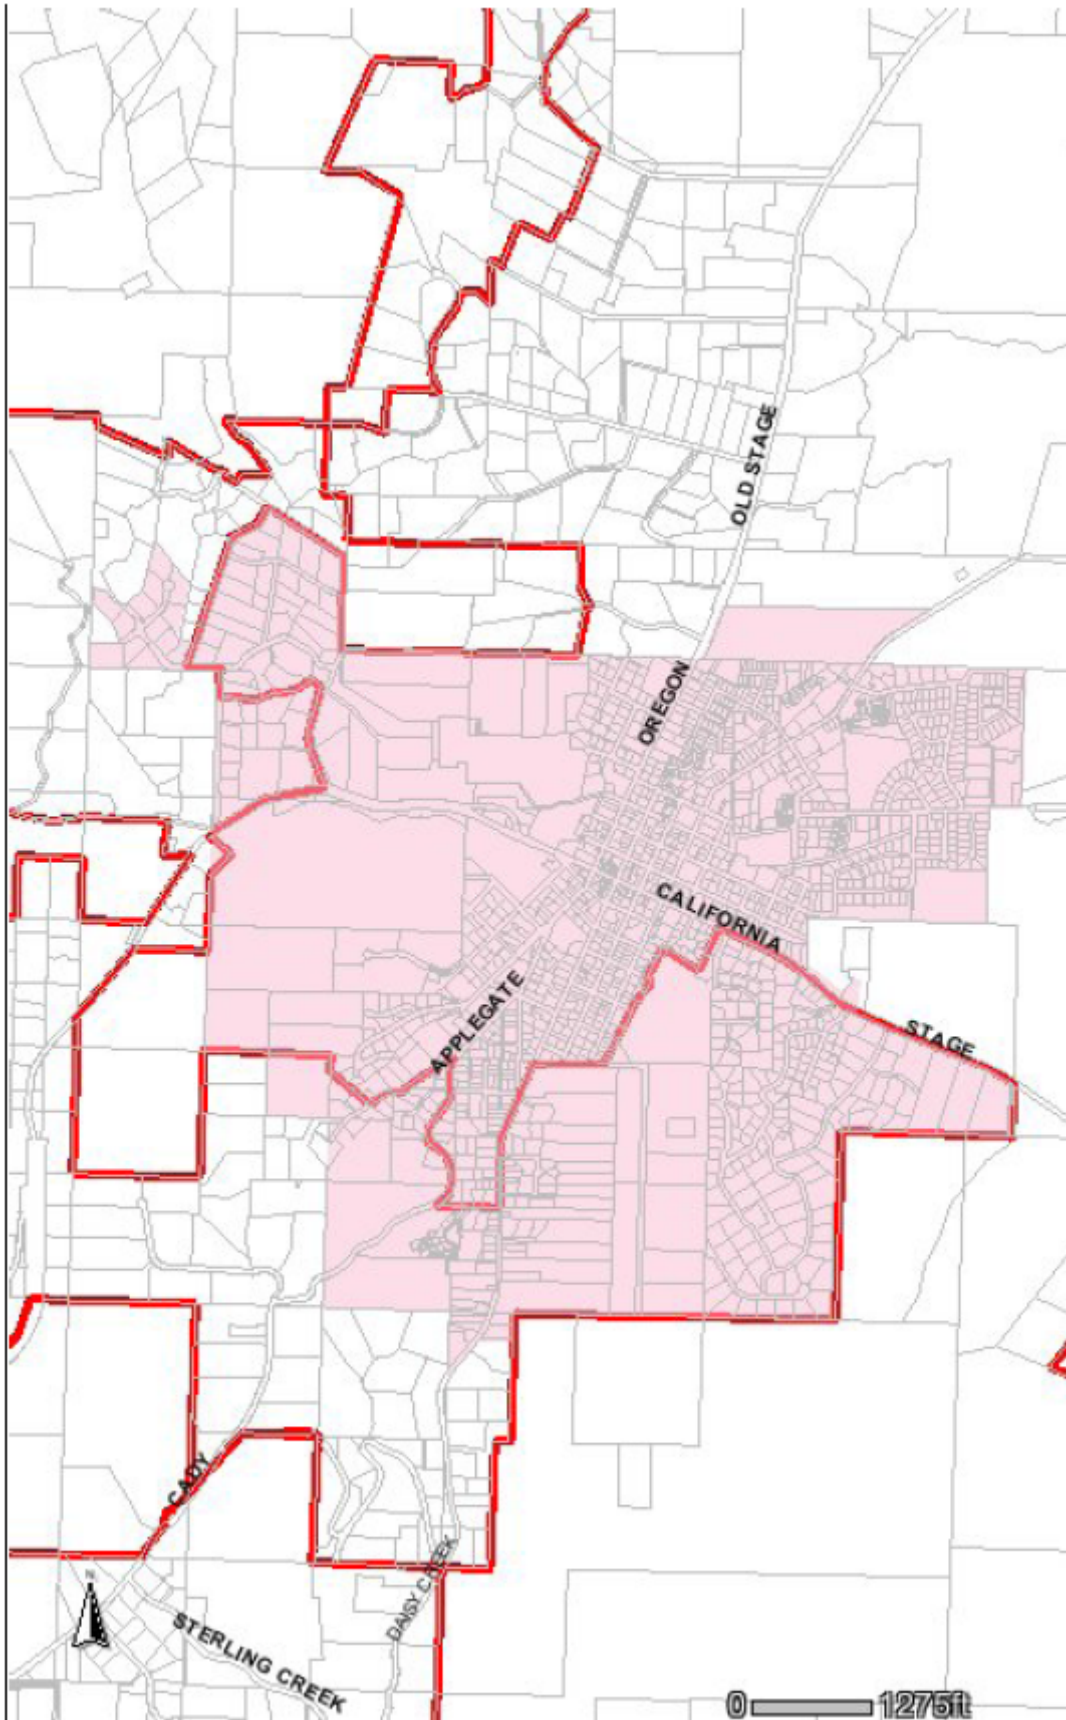 OLD STAGE
OREGON
CALIFORNIA
APPLEGATE
STAGE
CADY
DAISY CREEK
N
STERLING CREEK
0 1275ft